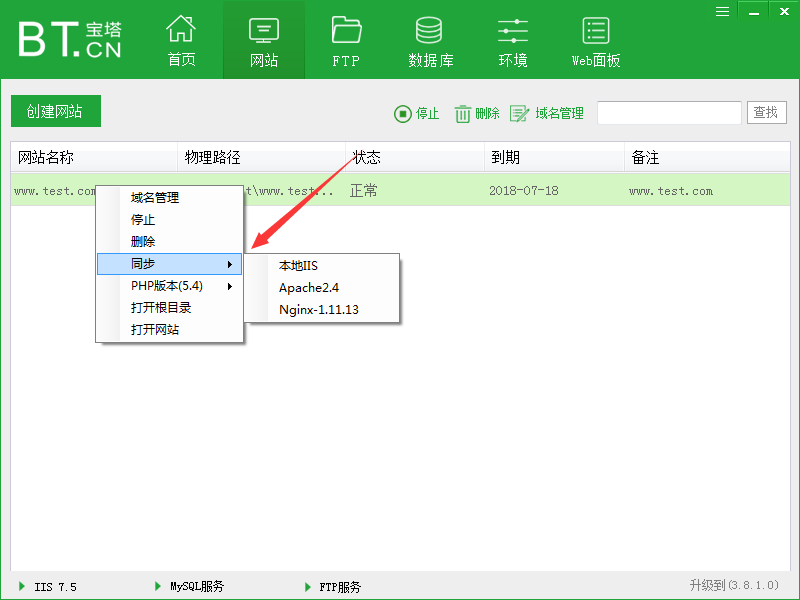 BT.CN 宝塔
首页
网站
FTP
数据库
环境
Web面板
创建网站
停止
删除
域名管理
查找
网站名称 物理路径 状态 到期 备注
www.test.com t\www.test... 正常 2018-07-18 www.test.com
域名管理
停止
删除
同步
PHP版本(5.4)
打开根目录
打开网站
本地IIS
Apache2.4
Nginx-1.11.13
IIS 7.5
MySQL服务
FTP服务
升级到(3.8.1.0)